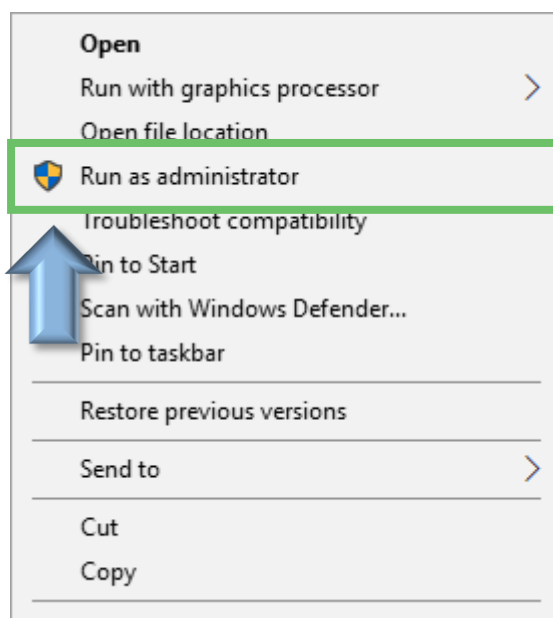 Open
Run with graphics processor
Open file location
Run as administrator
Troubleshoot compatibility
Pin to Start
Scan with Windows Defender...
Pin to taskbar
Restore previous versions
Send to
Cut
Copy